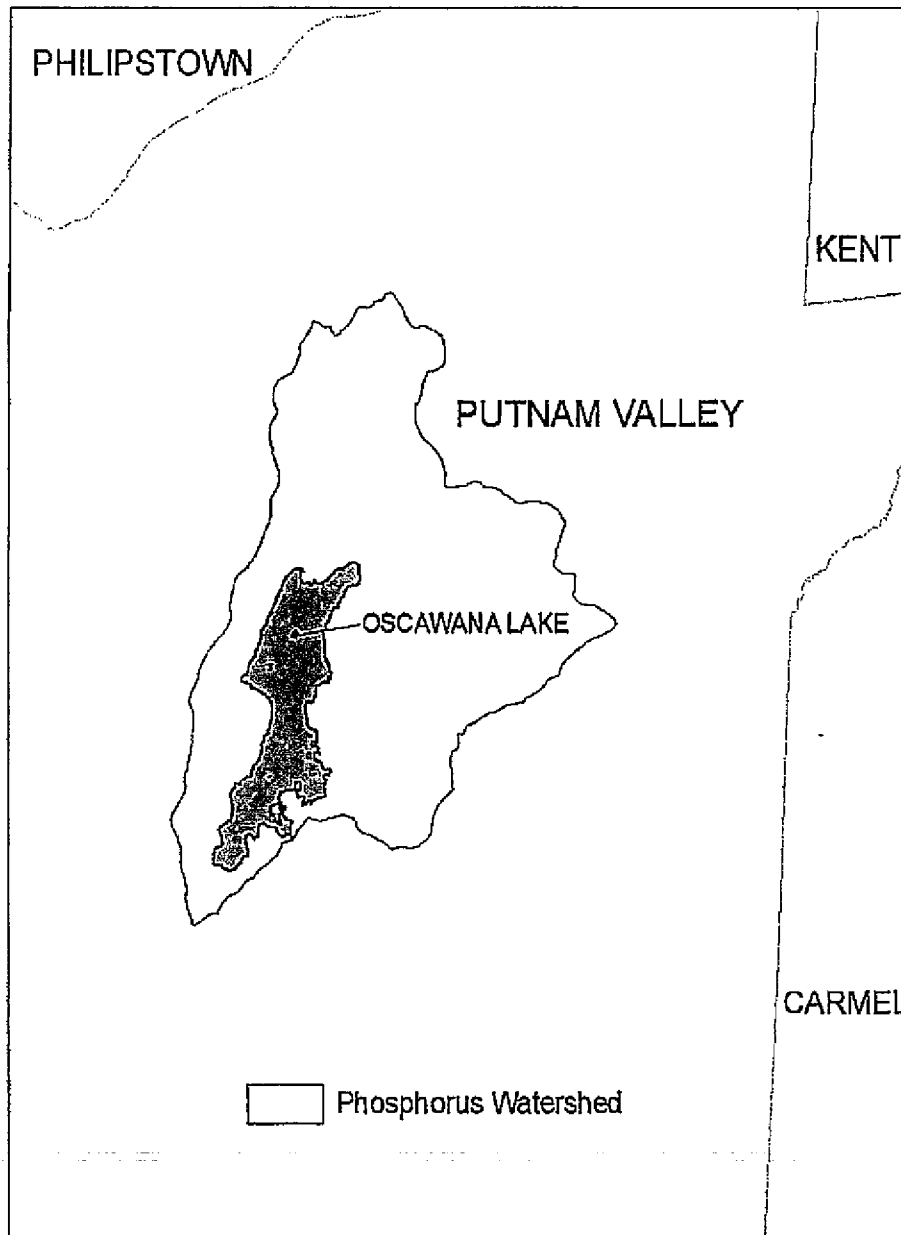 PHILIPSTOWN
KENT
PUTNAM VALLEY
OSCAWANA LAKE
CARMEL
Phosphorus Watershed